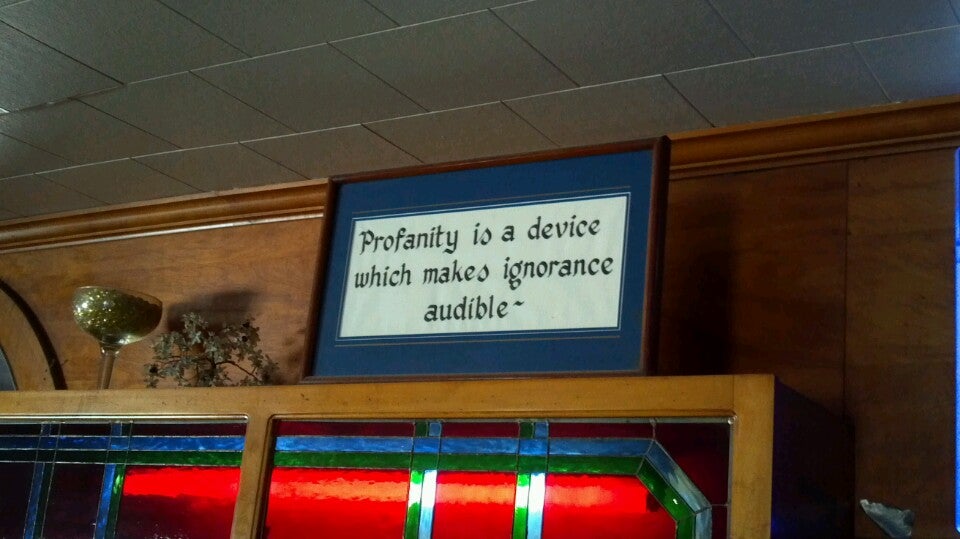 Profanity is a device
which makes ignorance
audible~